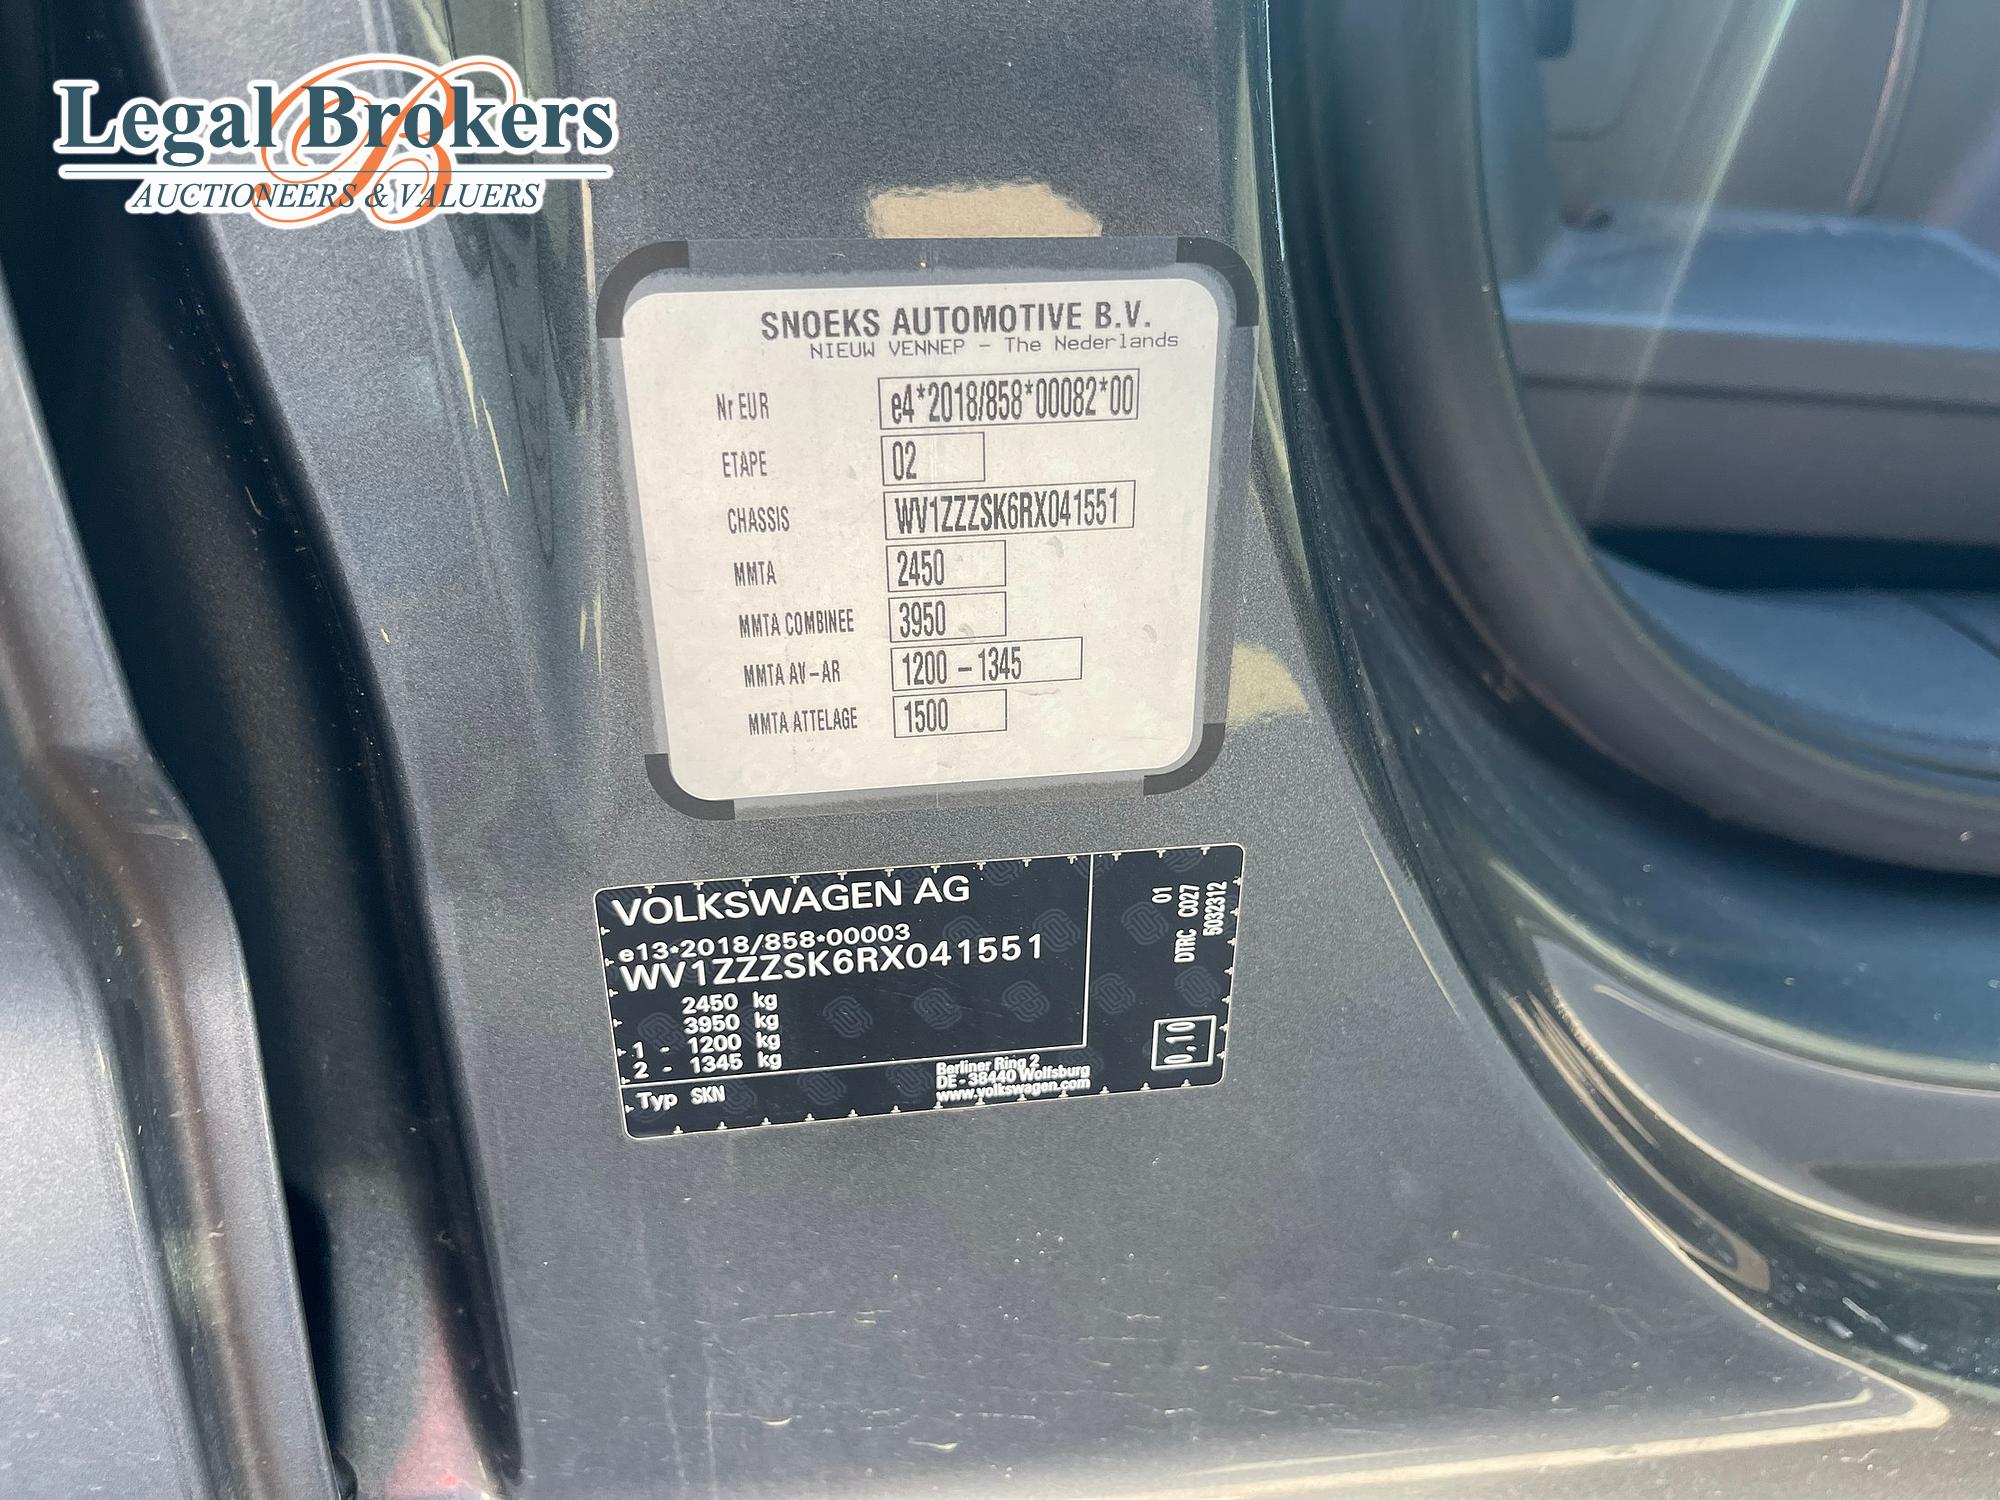 Legal Brokers
AUCTIONEERS & VALUERS
SNOEKS AUTOMOTIVE B.V.
NIEUW VENNEP - The Nederlands
Nr EUR e4*2018/858*00082*00
ETAPE 02
CHASSIS WV1ZZZSK6RX041551
MMTA 2450
MMTA COMBINEE 3950
MMTA AV-AR 1200 - 1345
MMTA ATTELAGE 1500
VOLKSWAGEN AG
e13*2018/858*00003
WV1ZZZSK6RX041551
2450 kg
3950 kg
1 - 1200 kg
2 - 1345 kg
Typ SKN
Berliner Ring 2
DE-38440 Wolfsburg
www.volkswagen.com
01
DTRC C027
5032312
0,10